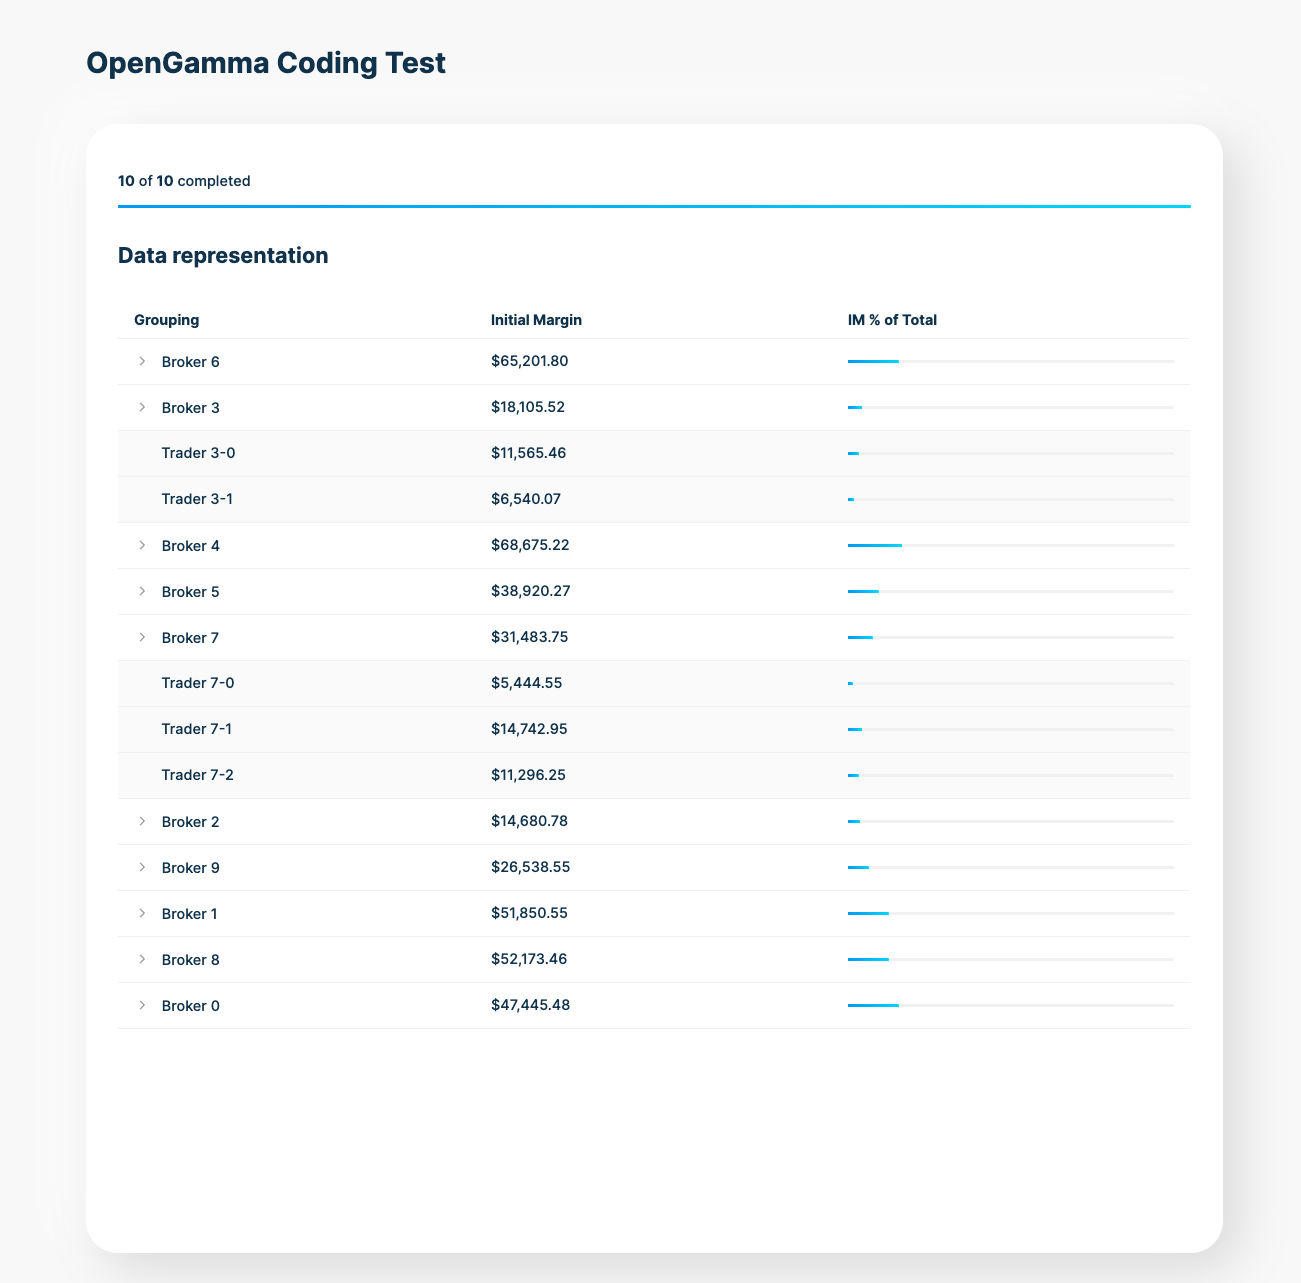 OpenGamma Coding Test
10 of 10 completed
Data representation
Grouping Initial Margin IM % of Total
Broker 6 $65,201.80
Broker 3 $18,105.52
Trader 3-0 $11,565.46
Trader 3-1 $6,540.07
Broker 4 $68,675.22
Broker 5 $38,920.27
Broker 7 $31,483.75
Trader 7-0 $5,444.55
Trader 7-1 $14,742.95
Trader 7-2 $11,296.25
Broker 2 $14,680.78
Broker 9 $26,538.55
Broker 1 $51,850.55
Broker 8 $52,173.46
Broker 0 $47,445.48